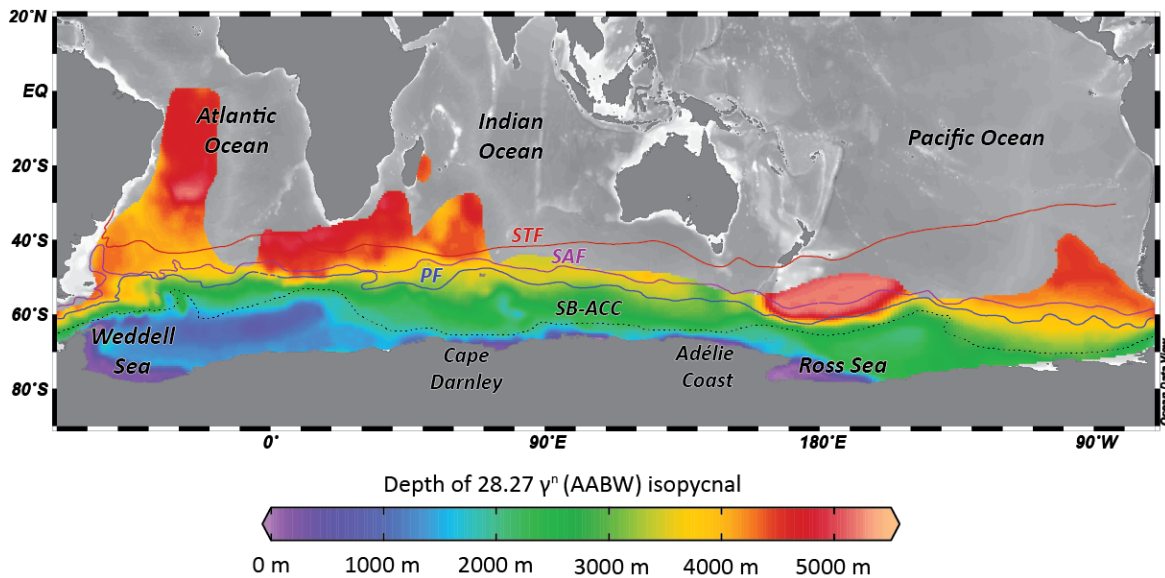 20°N
EQ
20°S
40°S
60°S
80°S
Atlantic
Ocean
Indian
Ocean
Pacific Ocean
STF
SAF
PF
SB-ACC
Weddell
Sea
Cape
Darnley
Adélie
Coast
Ross Sea
0°
90°E
180°E
90°W
Depth of 28.27 γⁿ (AABW) isopycnal
0 m
1000 m
2000 m
3000 m
4000 m
5000 m